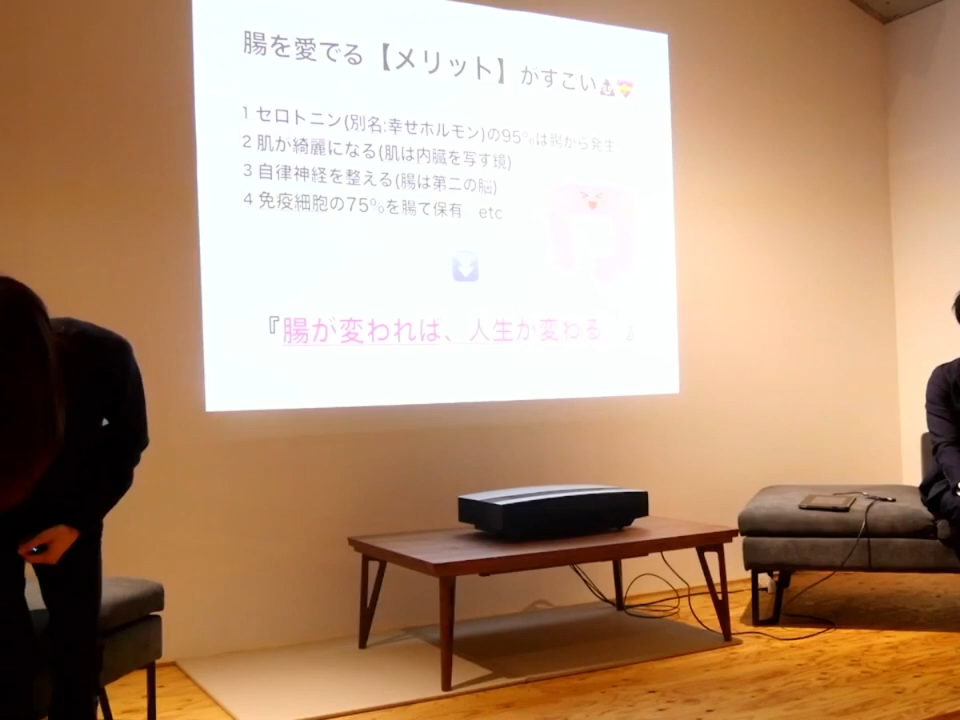 腸を愛でる【メリット】がすごい
1 セロトニン(別名:幸せホルモン)の95%は腸から発生
2 肌が綺麗になる(肌は内臓を写す鏡)
3 自律神経を整える(腸は第二の脳)
4 免疫細胞の75%を腸で保有 etc
『腸が変われば、人生が変わる 』